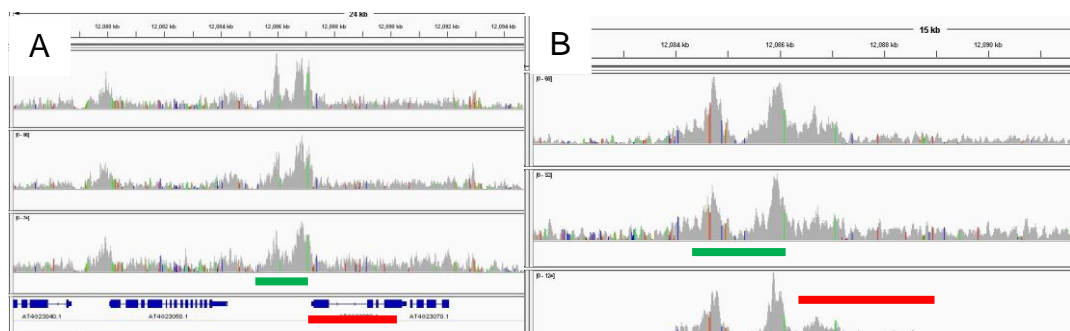 A
24 kb
12,080 kb 12,082 kb 12,084 kb 12,086 kb 12,088 kb 12,090 kb 12,092 kb 12,094 kb
[0 - 74]
AT4G23040.1 AT4G23050.1 AT4G23070.1
B
15 kb
12,084 kb 12,086 kb 12,088 kb 12,090 kb
[0 - 66]
[0 - 52]
[0 - 124]